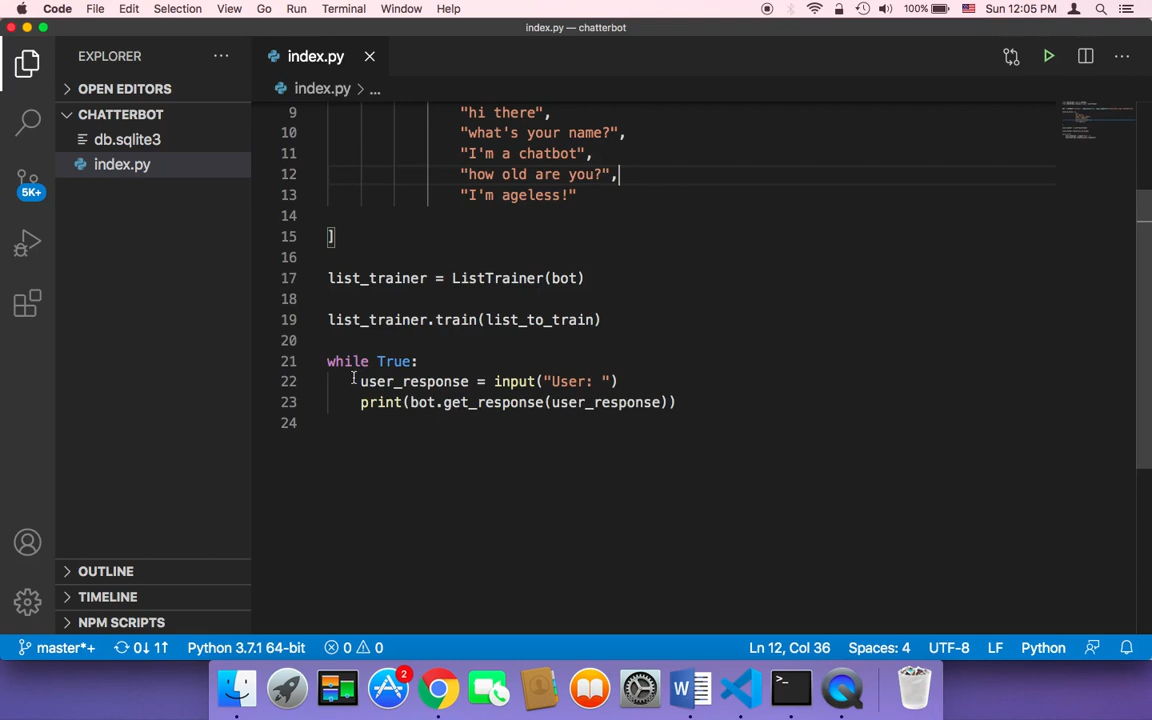 Code File Edit Selection View Go Run Terminal Window Help 100% Sun 12:05 PM
index.py — chatterbot
EXPLORER
index.py
OPEN EDITORS
index.py > ...
CHATTERBOT
db.sqlite3
index.py
5K+
9 "hi there",
10 "what's your name?",
11 "I'm a chatbot",
12 "how old are you?",
13 "I'm ageless!"
14
15 ]
16
17 list_trainer = ListTrainer(bot)
18
19 list_trainer.train(list_to_train)
20
21 while True:
22 user_response = input("User: ")
23 print(bot.get_response(user_response))
24
OUTLINE
TIMELINE
NPM SCRIPTS
master*+ 0↓ 1↑ Python 3.7.1 64-bit 0 0 Ln 12, Col 36 Spaces: 4 UTF-8 LF Python
2